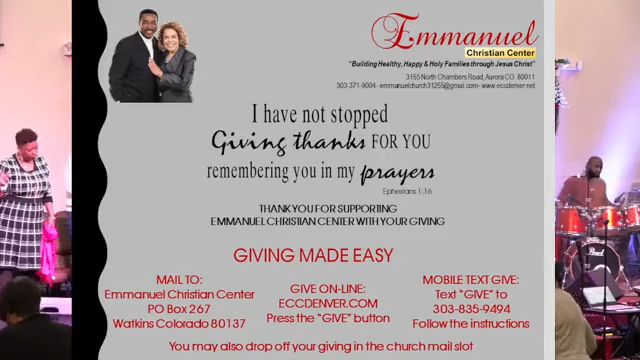 Emmanuel
Christian Center
"Building Healthy, Happy & Holy Families through Jesus Christ"
3155 North Chambers Road, Aurora CO 80011
303-371-9004 - emmanuelchurch31255@gmail.com - www.eccdenver.net
I have not stopped
Giving thanks FOR YOU
remembering you in my prayers
Ephesians 1:16
THANK YOU FOR SUPPORTING
EMMANUEL CHRISTIAN CENTER WITH YOUR GIVING
GIVING MADE EASY
MAIL TO:
Emmanuel Christian Center
PO Box 267
Watkins Colorado 80137
GIVE ON-LINE:
ECCDENVER.COM
Press the "GIVE" button
MOBILE TEXT GIVE:
Text "GIVE" to
303-835-9494
Follow the instructions
You may also drop off your giving in the church mail slot
Pearl